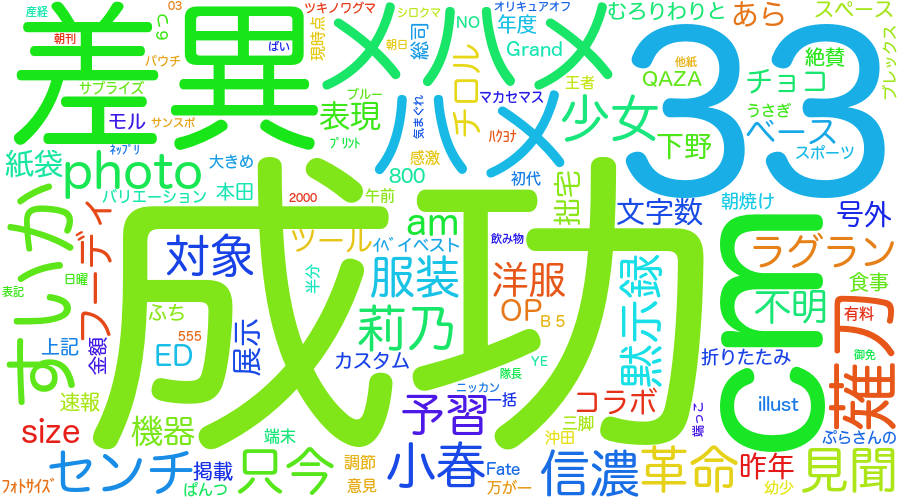 産経
朝刊
03
6つ
パウチ
サプライズ
モル
サンスポ
差異
ばい
ツキノワグマ
現時点
メハメ
ハメ
シロクマ
朝日
総司
NO
オリキュアオフ
年度
Grand
チロル
マカセマス
王者
ブルー
表現
プリント
気まぐれ
感激
ハクヨナ
少女
むろりわりと
あら
スペース
33
他紙
QAZA
絶賛
チョコ
ブレックス
うさぎ
ベース
下野
スポーツ
紙袋
photo
ネップリ
大きめ
バリエーション
本田
2000
午前
800
初代
拙宅
朝焼け
文字数
号外
すいか
フーディ
対象
ツール
am
イベイベスト
飲み物
服装
半分
成功
洋服
OP
B5
黙示録
cm
ラグラン
不明
食事
有料
日曜
表記
ふち
555
上記
金額
ED
展示
莉乃
カスタム
YE
隊長
折りたたみ
御免
薙刀
速報
size
機器
端末
予習
ニッカン
一括
コラボ
三脚
沖田
端っこ
illust
ぷらさんの
フォトサイズ
センチ
掲載
ぱんつ
只今
調節
意見
小春
Fate
万が一
信濃
革命
昨年
幼少
見聞